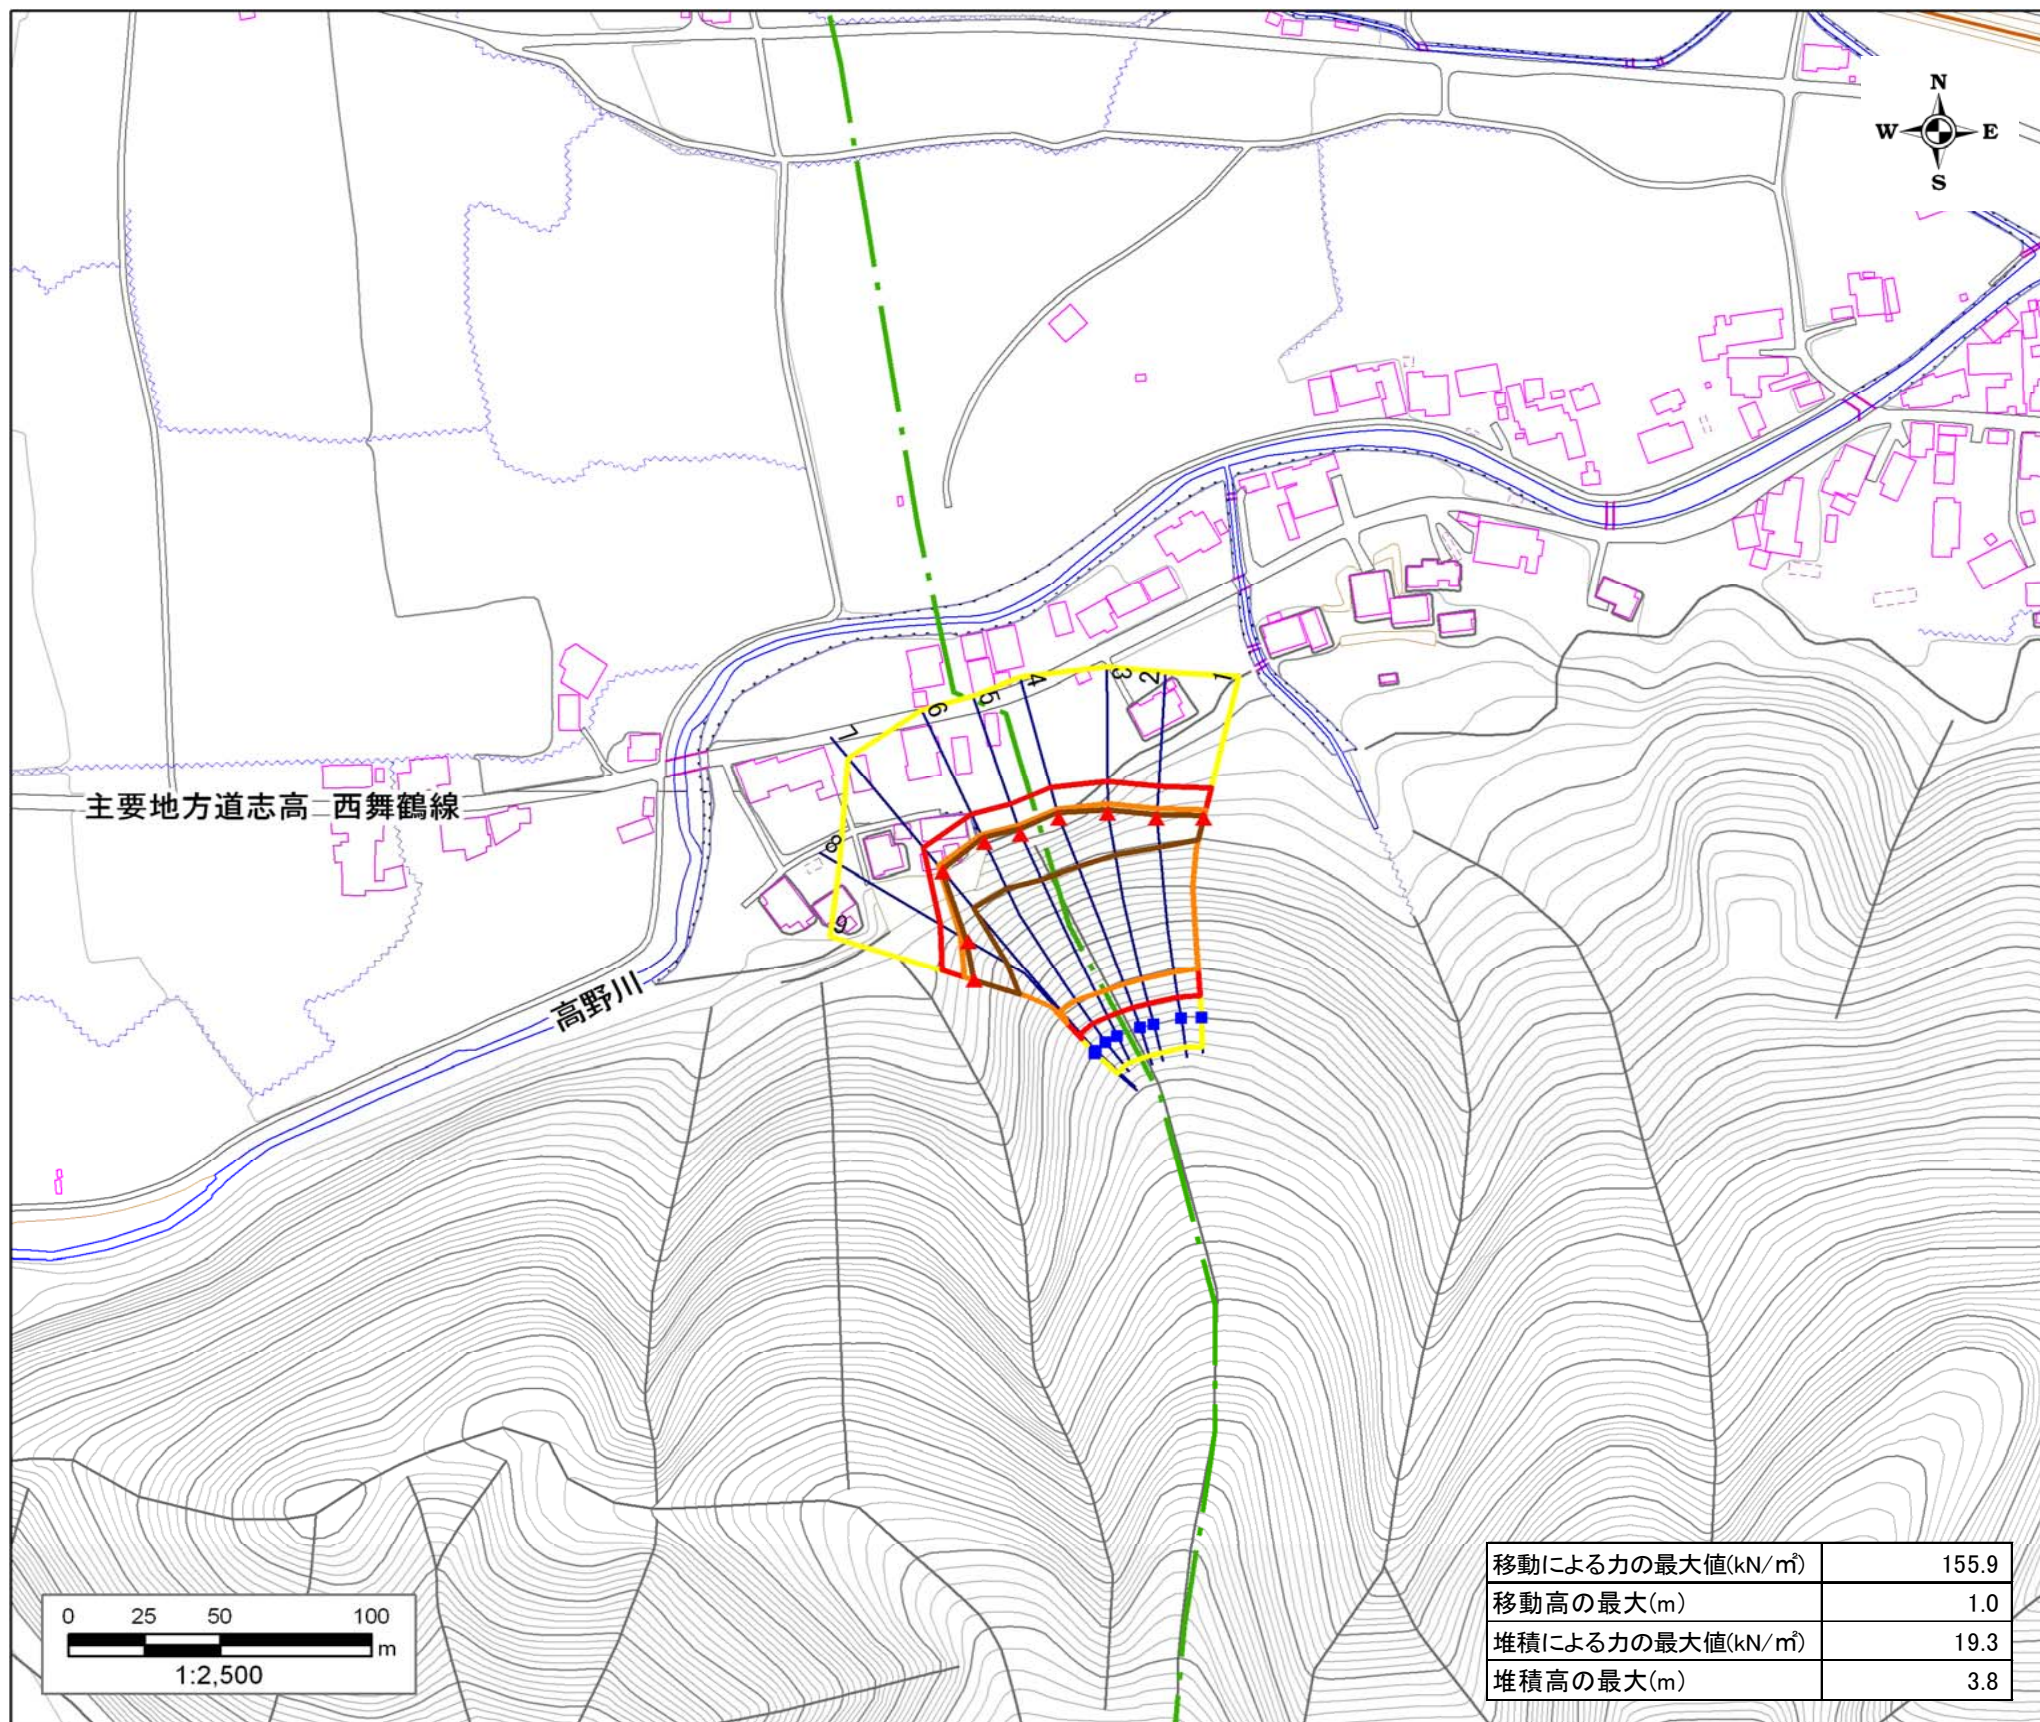 N
W E
S
1
2
3
4
5
6
7
8
9
主要地方道志高 西舞鶴線
高野川
0 25 50 100
m
1:2,500
移動による力の最大値(kN/㎡) 155.9
移動高の最大(m) 1.0
堆積による力の最大値(kN/㎡) 19.3
堆積高の最大(m) 3.8